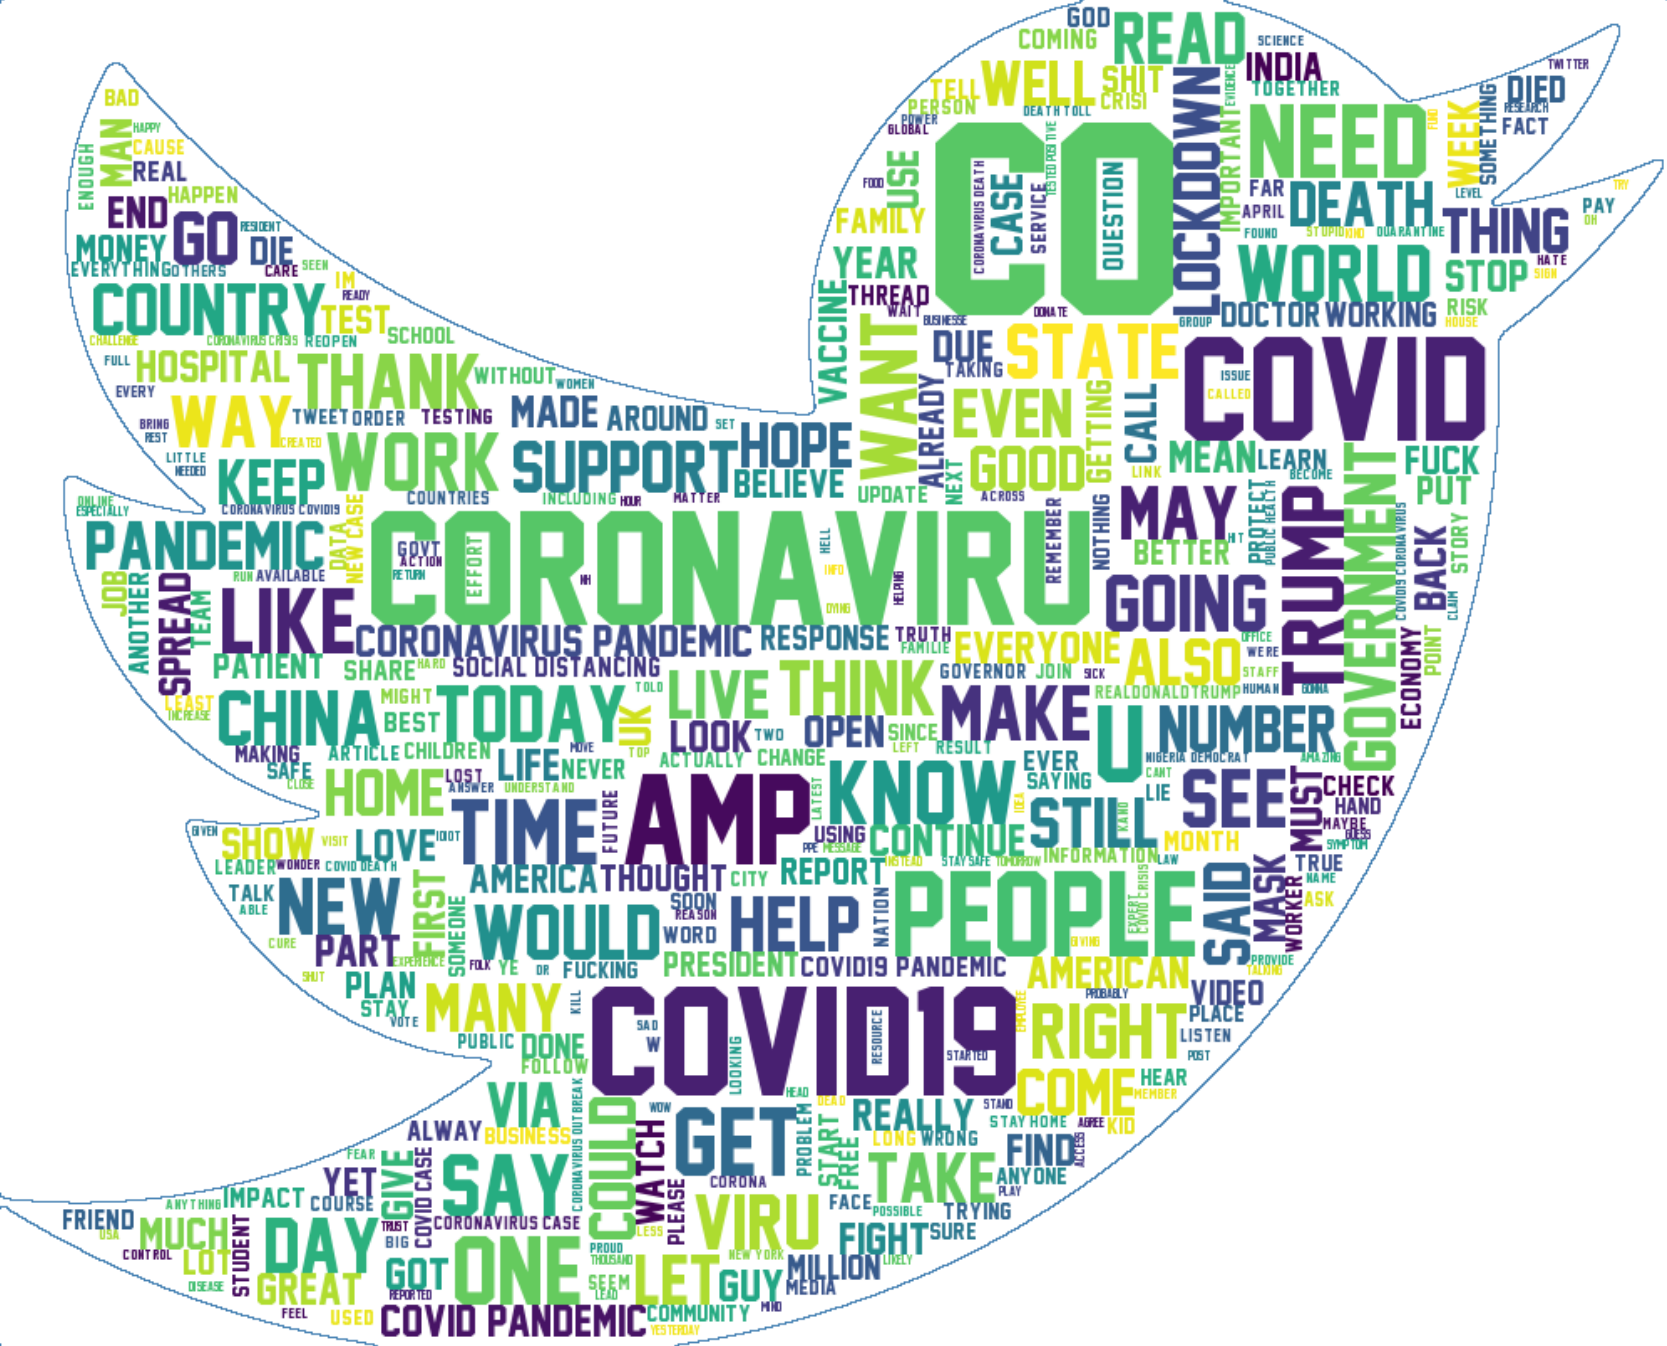 GOD
COMING
READ
SCIENCE
TWITTER
BAD
TELL
WELL
SHIT
CRISI
INDIA
TOGETHER
EVIDENCE
DIED
RESEARCH
FACT
SOMETHING
WEEK
FUND
HAPPY
MAN
CAUSE
ENOUGH
REAL
HAPPEN
PERSON
POWER
GLOBAL
DEATH TOLL
TESTED POSITIVE
CO
LOCKDOWN
IMPORTANT
NEED
LEVEL
TRY
PAY
OH
FOOD
USE
CORONAVIRUS DEATH
CASE
SERVICE
QUESTION
FAR
APRIL
DEATH
FOUND
STUPID
KIND
QUARANTINE
THING
HATE
SIGN
END
GO
RESIDENT
MONEY
DIE
EVERYTHING
OTHERS
CARE
SEEN
IM
READY
FAMILY
YEAR
THREAD
WAIT
BUSINESSE
DONATE
WORLD
STOP
RISK
HOUSE
GROUP
DOCTOR
WORKING
COUNTRY
TEST
SCHOOL
CHALLENGE
CORONAVIRUS CRISIS
REOPEN
VACCINE
WANT
DUE
TAKING
STATE
COVID
ISSUE
CALLED
FULL
HOSPITAL
THANK
WITHOUT
WOMEN
EVERY
WAY
TWEET
ORDER
TESTING
MADE
AROUND
SET
HOPE
ALREADY
EVEN
GETTING
CALL
LINK
BRING
REST
CREATED
LITTLE
NEEDED
KEEP
WORK
SUPPORT
BELIEVE
NEXT
GOOD
MEAN
LEARN
BECOME
FUCK
PUT
ONLINE
ESPECIALLY
CORONAVIRUS COVID19
COUNTRIES
INCLUDING
HOUR
MATTER
UPDATE
ACROSS
MAY
PROTECT
PUBLIC HEALTH
TRUMP
GOVERNMENT
PANDEMIC
DATA
NEW CASE
CORONAVIRU
GOVT
ACTION
RETURN
EFFORT
NH
HELL
INFO
DYING
HELPING
REMEMBER
NOTHING
BETTER
HIT
COVID19 CORONAVIRUS
BACK
STORY
CLAIM
JOB
ANOTHER
SPREAD
TEAM
RUN
AVAILABLE
LIKE
GOING
CORONAVIRUS PANDEMIC
RESPONSE
TRUTH
FAMILIE
EVERYONE
OFFICE
WERE
ECONOMY
POINT
PATIENT
SHARE
HARD
SOCIAL DISTANCING
GOVERNOR
JOIN
SICK
ALSO
STAFF
HUMAN
GONNA
REALDONALDTRUMP
LEAST
INCREASE
CHINA
MIGHT
BEST
TODAY
TOLD
UK
TOP
LIVE
THINK
MAKE
U
NUMBER
LOOK
TWO
OPEN
SINCE
LEFT
RESULT
MAKING
SAFE
CLOSE
ARTICLE
CHILDREN
LIFE
MOVE
NEVER
ACTUALLY
CHANGE
EVER
SAYING
NIGERIA
DEMOCRAT
AMAZING
CANT
LIE
SEE
MUST
CHECK
HAND
MAYBE
GUESS
SYMPTOM
HOME
LOST
ANSWER
UNDERSTAND
TIME
FUTURE
AMP
LATEST
KNOW
IDEA
STILL
KANO
GIVEN
SHOW
VISIT
LOVE
IDIOT
USING
PPE
MESSAGE
CONTINUE
INFORMATION
LAW
MONTH
TRUE
NAME
ASK
LEADER
WONDER
COVID DEATH
AMERICA
THOUGHT
CITY
REPORT
INSTEAD
STAY SAFE
TOMORROW
EXPERT
COVID CRISIS
SAID
MASK
WORKER
TALK
ABLE
NEW
FIRST
SOMEONE
WOULD
SOON
REASON
WORD
HELP
NATION
PEOPLE
GIVING
CURE
PART
EXPERIENCE
FOLK
YE
OR
FUCKING
PRESIDENT
COVID19 PANDEMIC
AMERICAN
PROVIDE
TALKING
SHUT
PLAN
STAY
VOTE
MANY
KILL
COVID19
SAD
W
LOOKING
RESOURCE
STARTED
EMPLOYEE
PROBABLY
VIDEO
PLACE
RIGHT
LISTEN
POST
PUBLIC
DONE
FOLLOW
HEAD
DEAD
COME
HEAR
MEMBER
VIA
CORONAVIRUS OUTBREAK
COULD
WOW
GET
PROBLEM
START
FREE
REALLY
STAND
STAY HOME
AGREE
KID
ALWAY
BUSINESS
WATCH
LONG
WRONG
FIND
ACCESS
FEAR
YET
GIVE
COVID CASE
SAY
PLEASE
CORONA
TAKE
ANYONE
PLAY
ANYTHING
IMPACT
COURSE
TRUST
CORONAVIRUS CASE
LESS
VIRU
FACE
POSSIBLE
TRYING
FRIEND
USA
MUCH
STUDENT
DAY
BIG
ONE
PROUD
THOUSAND
NEW YORK
FIGHT
SURE
LIKELY
CONTROL
LOT
DISEASE
GREAT
GOT
REPORTED
SEEM
LEAD
LET
GUY
MILLION
MEDIA
MIND
FEEL
USED
COVID PANDEMIC
COMMUNITY
YESTERDAY